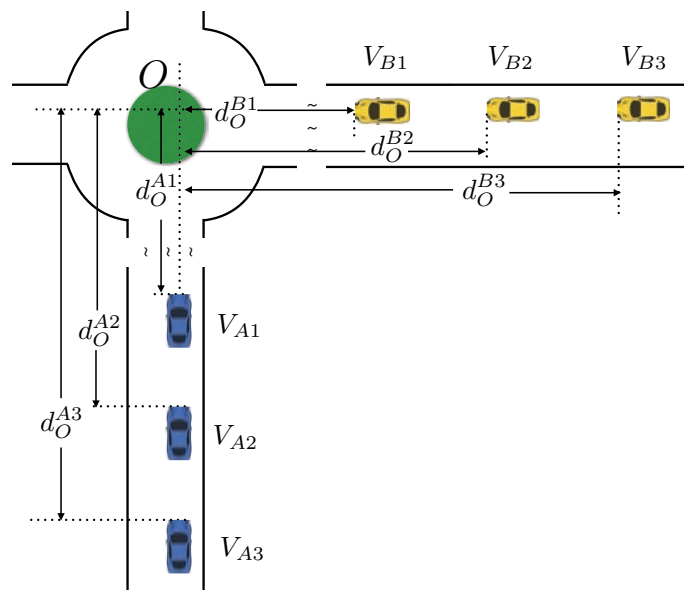 V_{B1} V_{B2} V_{B3}
O
d_O^{B1}
d_O^{B2}
d_O^{A1} d_O^{B3}
V_{A1}
d_O^{A2}
d_O^{A3}
V_{A2}
V_{A3}